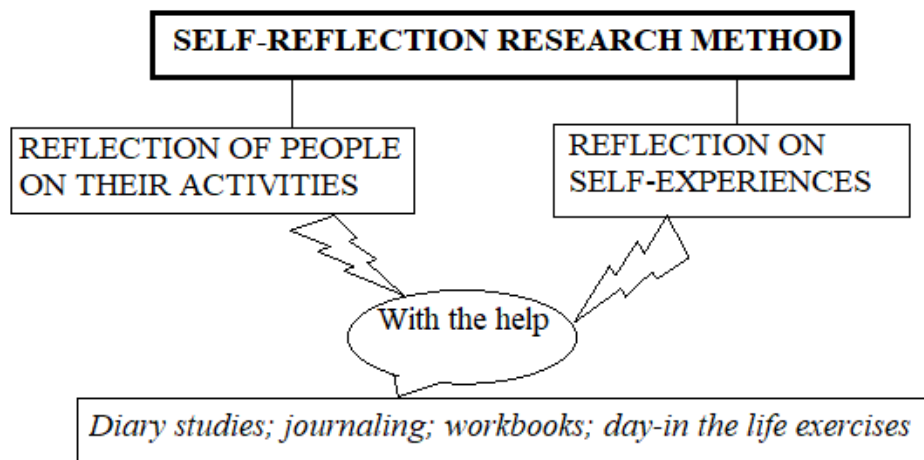 SELF-REFLECTION RESEARCH METHOD
REFLECTION OF PEOPLE
ON THEIR ACTIVITIES
REFLECTION ON
SELF-EXPERIENCES
With the help
Diary studies; journaling; workbooks; day-in the life exercises